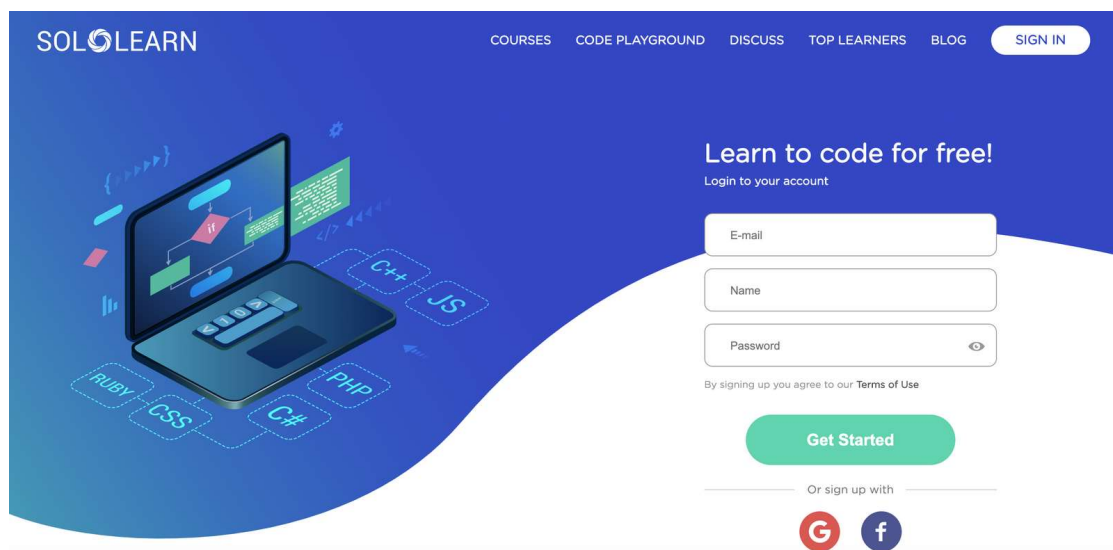 SOLOLEARN
COURSES CODE PLAYGROUND DISCUSS TOP LEARNERS BLOG SIGN IN
Learn to code for free!
Login to your account
E-mail
Name
Password
By signing up you agree to our Terms of Use
Get Started
Or sign up with
G f
if
</>
C++
JS
RUBY
CSS
C#
PHP